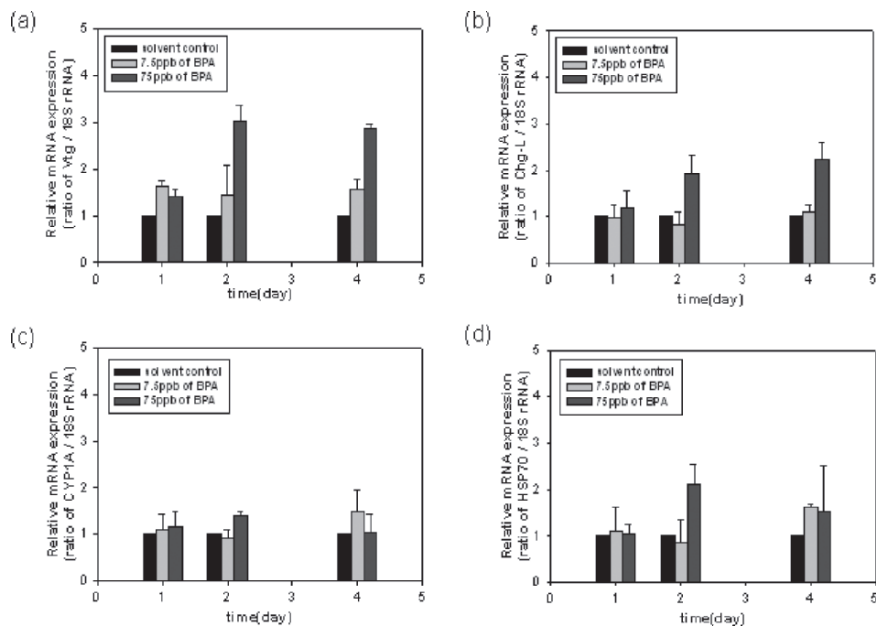 (a)
Relative mRNA expression
(ratio of Vtg / 18S rRNA)
5
4
3
2
1
0
solvent control
7.5ppb of BPA
75ppb of BPA
0 1 2 3 4 5
time(day)
(b)
Relative mRNA expression
(ratio of Chg-L / 18S rRNA)
5
4
3
2
1
0
solvent control
7.5ppb of BPA
75ppb of BPA
0 1 2 3 4 5
time(day)
(c)
Relative mRNA expression
(ratio of CYP1A / 18S rRNA)
5
4
3
2
1
0
solvent control
7.5ppb of BPA
75ppb of BPA
0 1 2 3 4 5
time(day)
(d)
Relative mRNA expression
(ratio of HSP70 / 18S rRNA)
5
4
3
2
1
0
solvent control
7.5ppb of BPA
75ppb of BPA
0 1 2 3 4 5
time(day)